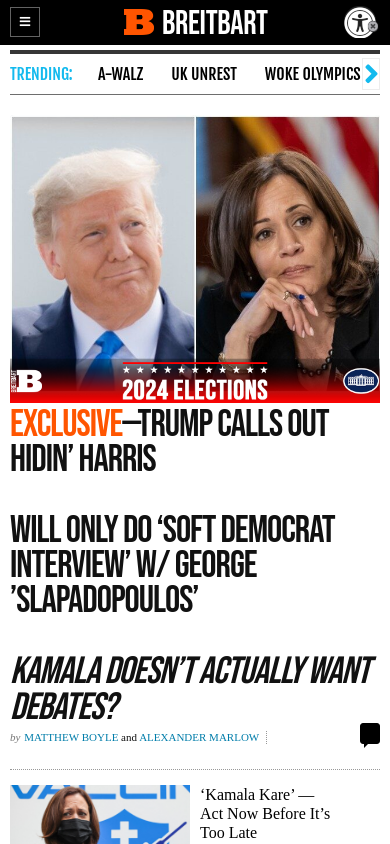 BREITBART
TRENDING: A-WALZ UK UNREST WOKE OLYMPICS
BREITBART B
2024 ELECTIONS
EXCLUSIVE—TRUMP CALLS OUT
HIDIN’ HARRIS
WILL ONLY DO ‘SOFT DEMOCRAT
INTERVIEW’ W/ GEORGE
’SLAPADOPOULOS’
KAMALA DOESN’T ACTUALLY WANT
DEBATES?
by MATTHEW BOYLE and ALEXANDER MARLOW
‘Kamala Kare’ —
Act Now Before It’s
Too Late